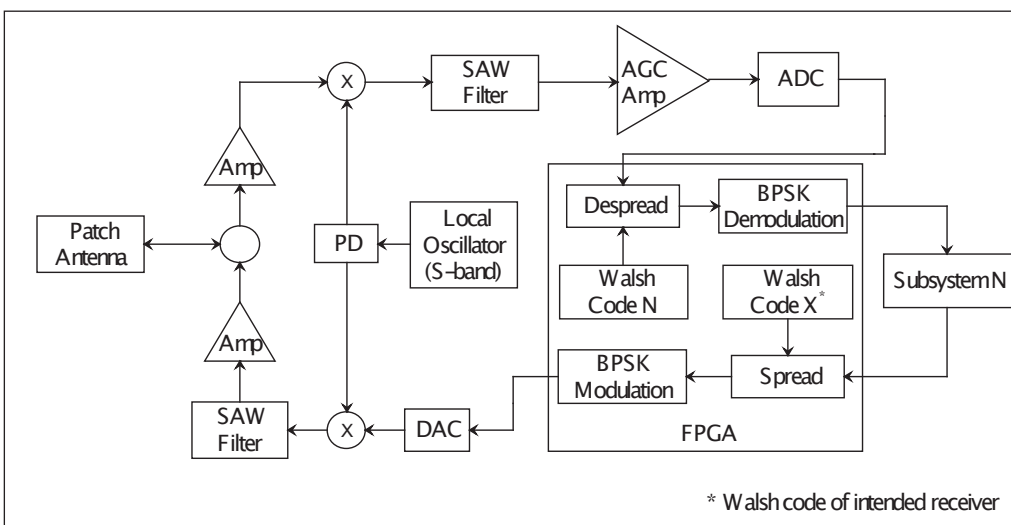 X
SAW
Filter
AGC
Amp
ADC
Amp
Despread
BPSK
Demodulation
Patch
Antenna
PD
Local
Oscillator
(S-band)
Walsh
Code N
Walsh
Code X*
Subsystem N
Amp
BPSK
Modulation
Spread
SAW
Filter
X
DAC
FPGA
* Walsh code of intended receiver